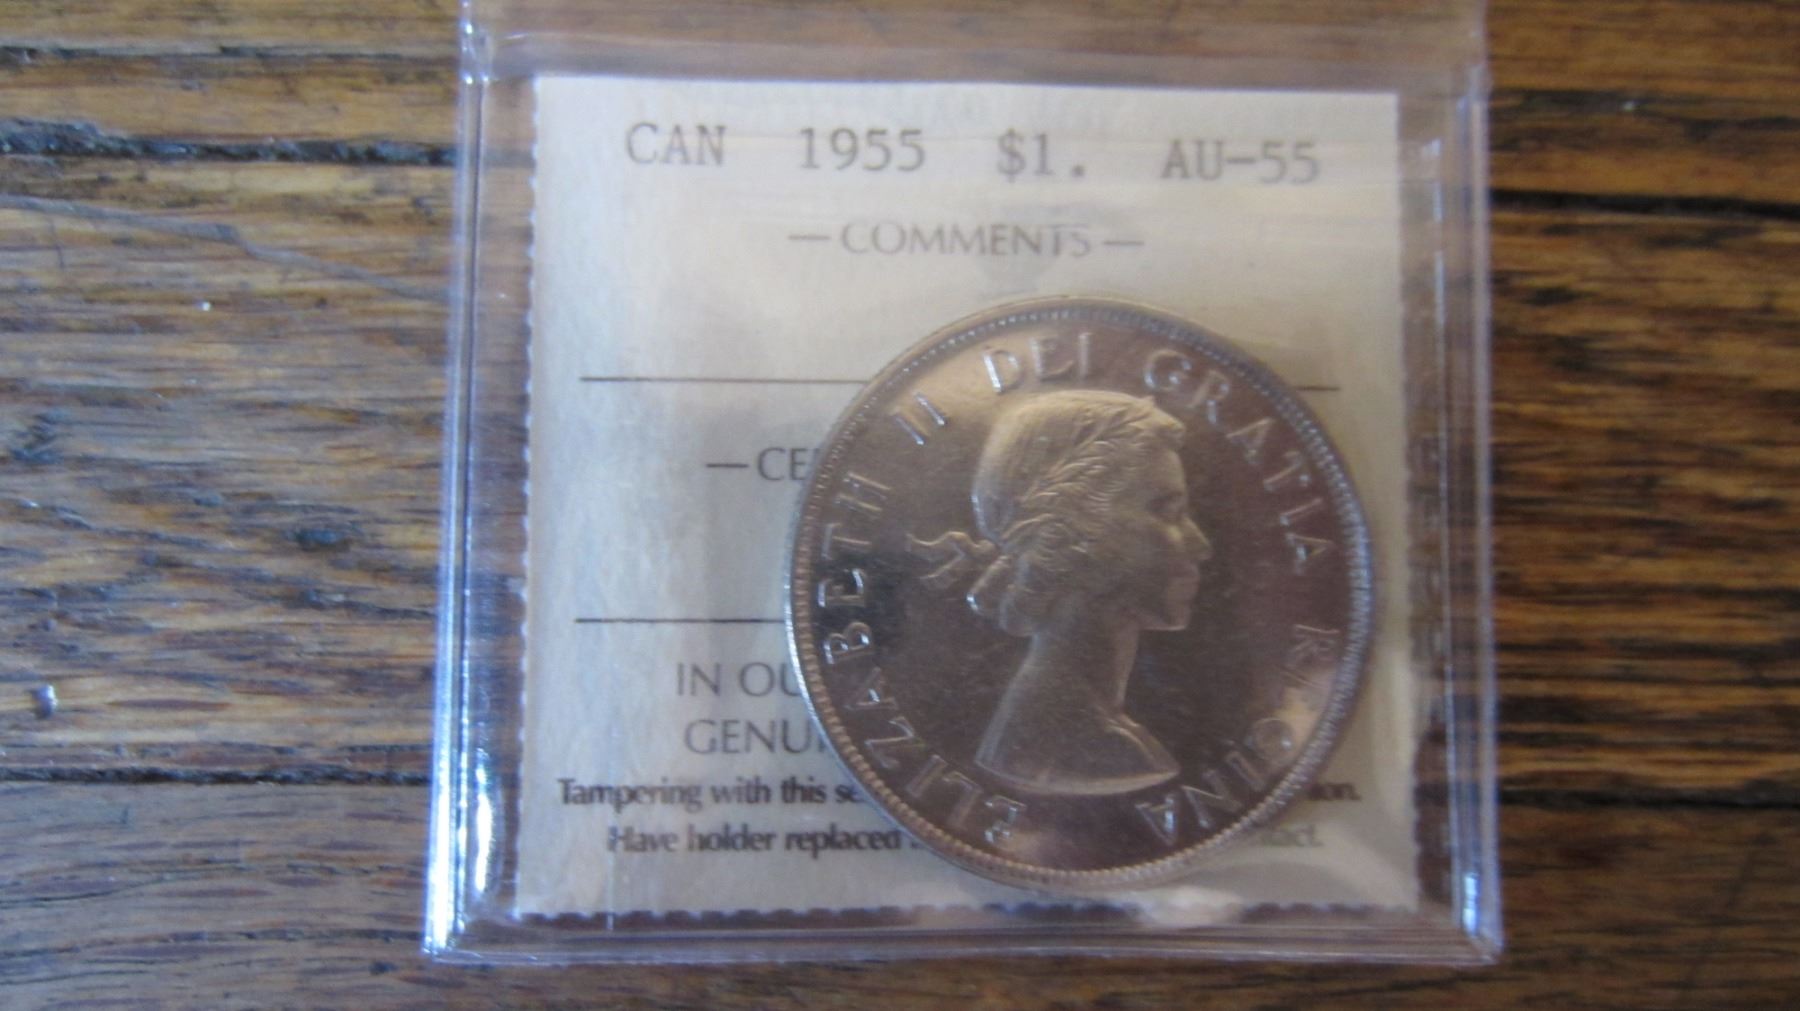 CAN 1955 $1. AU-55
— COMMENTS —
— CE
IN OU
GENUI
Tampering with this se
Have holder replaced
ELIZABETH II DEI GRATIA REGINA